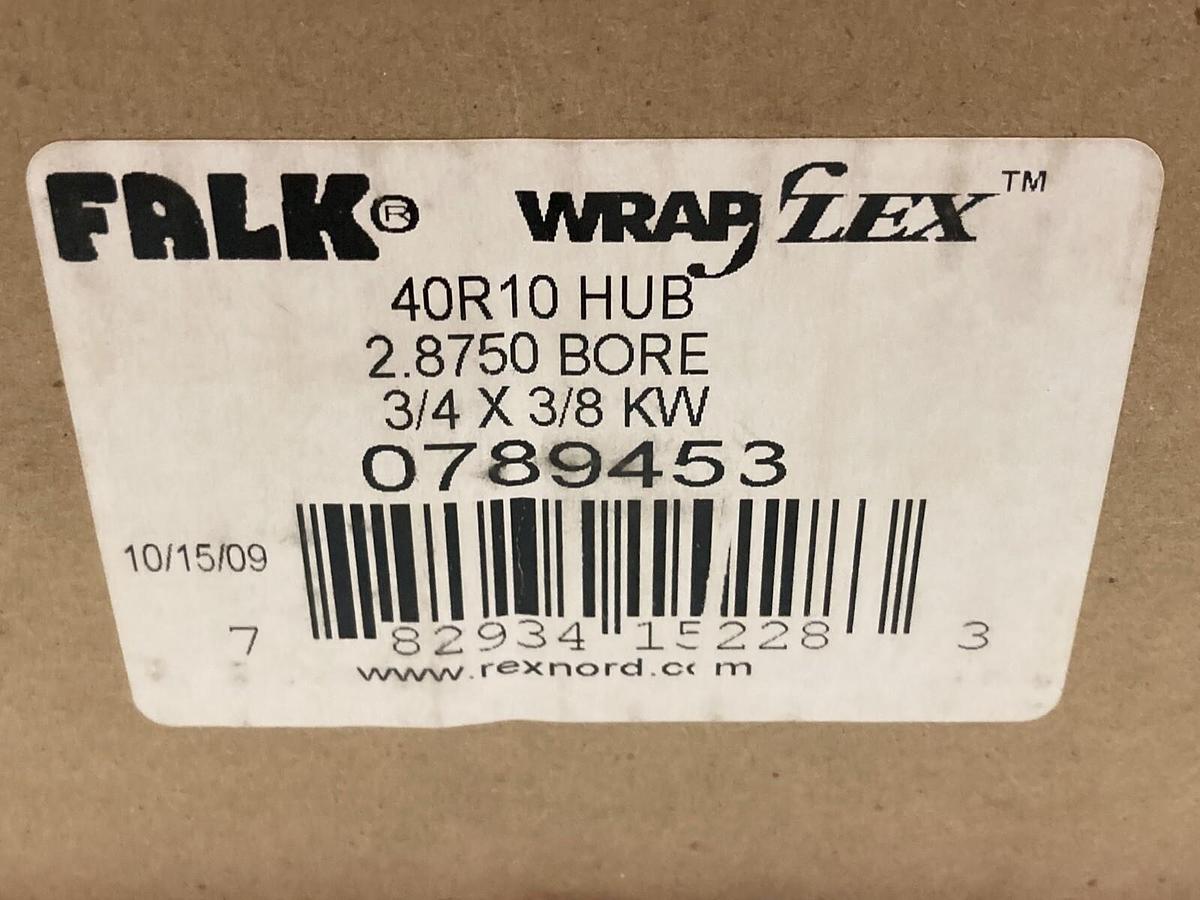 FALK® WRAPfLEX™
40R10 HUB
2.8750 BORE
3/4 X 3/8 KW
0789453
10/15/09
7 82934 15228 3
www.rexnord.com